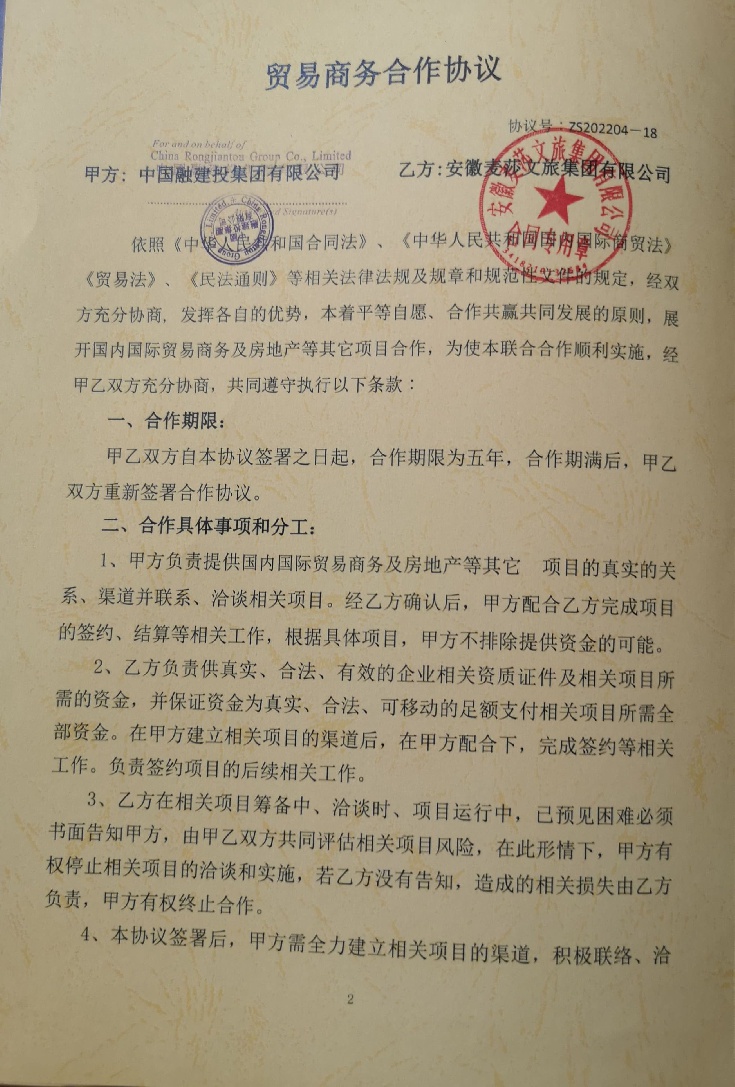 贸易商务合作协议
协议号：ZS202204-18
For and on behalf of
China Rongjiantou Group Co., Limited
甲方：中国融建投集团有限公司 乙方：安徽麦莎文旅集团有限公司
安徽麦莎文旅集团有限公司
合同专用章
依照《中华人民共和国合同法》、《中华人民共和国国内国际商贸法》
《贸易法》、《民法通则》等相关法律法规及规章和规范性文件的规定，经双
方充分协商，发挥各自的优势，本着平等自愿、合作共赢共同发展的原则，展
开国内国际贸易商务及房地产等其它项目合作，为使本联合合作顺利实施，经
甲乙双方充分协商，共同遵守执行以下条款：
一、合作期限：
甲乙双方自本协议签署之日起，合作期限为五年，合作期满后，甲乙
双方重新签署合作协议。
二、合作具体事项和分工：
1、甲方负责提供国内国际贸易商务及房地产等其它 项目的真实的关
系、渠道并联系、洽谈相关项目。经乙方确认后，甲方配合乙方完成项目
的签约、结算等相关工作，根据具体项目，甲方不排除提供资金的可能。
2、乙方负责供真实、合法、有效的企业相关资质证件及相关项目所
需的资金，并保证资金为真实、合法、可移动的足额支付相关项目所需全
部资金。在甲方建立相关项目的渠道后，在甲方配合下，完成签约等相关
工作。负责签约项目的后续相关工作。
3、乙方在相关项目筹备中、洽谈时、项目运行中，已预见困难必须
书面告知甲方，由甲乙双方共同评估相关项目风险，在此形情下，甲方有
权停止相关项目的洽谈和实施，若乙方没有告知，造成的相关损失由乙方
负责，甲方有权终止合作。
4、本协议签署后，甲方需全力建立相关项目的渠道，积极联络、洽
2